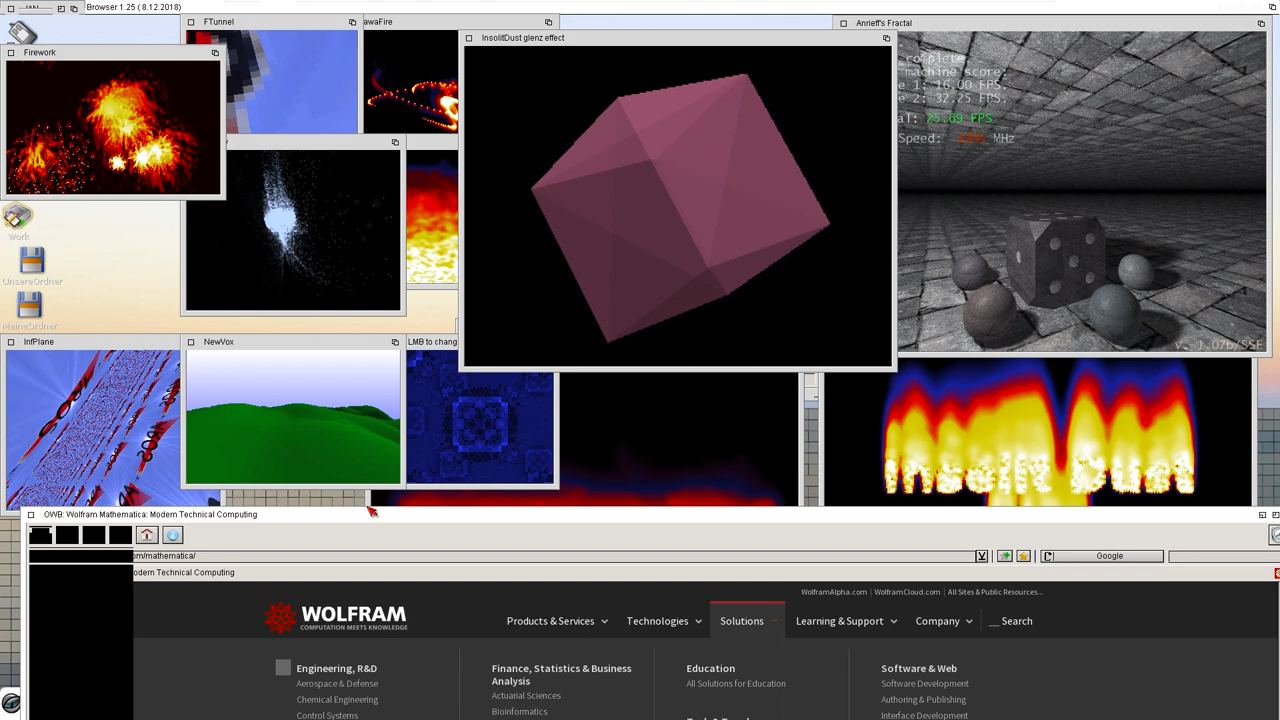 Browser 1.25 ( 8.12.2018)
FTunnel
awaFire
Anrieff's Fractal
InsolitDust glenz effect
Firework
complete.
machine score:
e 1: 16.00 FPS.
e 2: 32.25 FPS.
al: 25.69 FPS
Speed: MHz
Work
UnsereOrdner
MeineOrdner
InfPlane
NewVox
LMB to chang
v. -1.07b/SSE
OWB: Wolfram Mathematica: Modern Technical Computing
om/mathematica/
Google
odern Technical Computing
WolframAlpha.com | WolframCloud.com | All Sites & Public Resources...
WOLFRAM
COMPUTATION MEETS KNOWLEDGE
Products & Services
Technologies
Solutions
Learning & Support
Company
Search
Engineering, R&D
Aerospace & Defense
Chemical Engineering
Control Systems
Finance, Statistics & Business
Analysis
Actuarial Sciences
Bioinformatics
Education
All Solutions for Education
Software & Web
Software Development
Authoring & Publishing
Interface Development